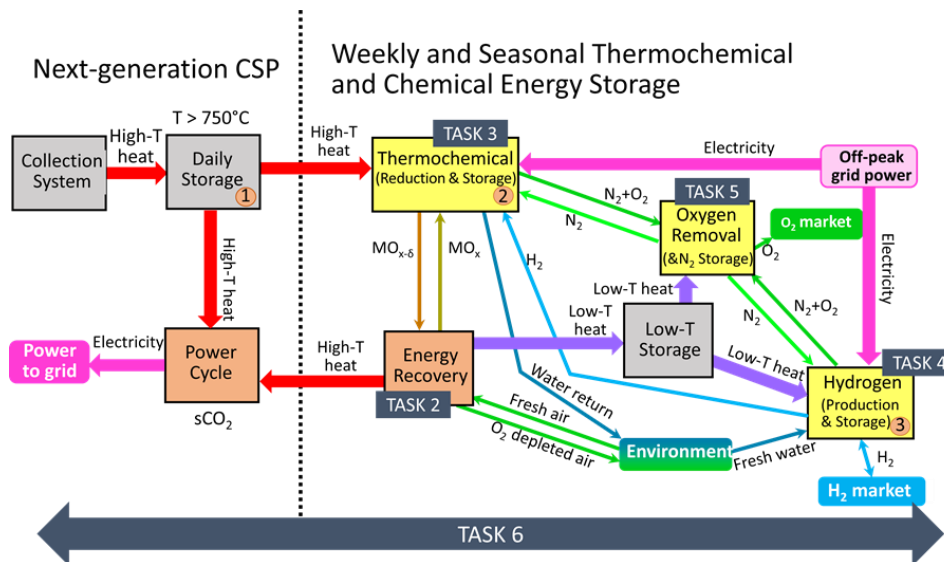 Next-generation CSP
Weekly and Seasonal Thermochemical
and Chemical Energy Storage
T > 750°C
High-T
heat
Collection
System
Daily
Storage
1
High-T
heat
TASK 3
Thermochemical
(Reduction & Storage)
2
Electricity
Off-peak
grid power
TASK 5
Oxygen
Removal
(&N₂ Storage)
N₂+O₂
N₂
O₂ market
O₂
Electricity
High-T
heat
MOₓ₋δ
MOₓ
H₂
Low-T heat
N₂+O₂
N₂
Low-T
heat
Low-T
Storage
Low-T heat
Electricity
Power
to grid
Power
Cycle
sCO₂
High-T
heat
Energy
Recovery
TASK 2
TASK 4
Hydrogen
(Production
& Storage)
3
Water return
Fresh air
O₂ depleted air
Environment
Fresh water
H₂
H₂ market
TASK 6